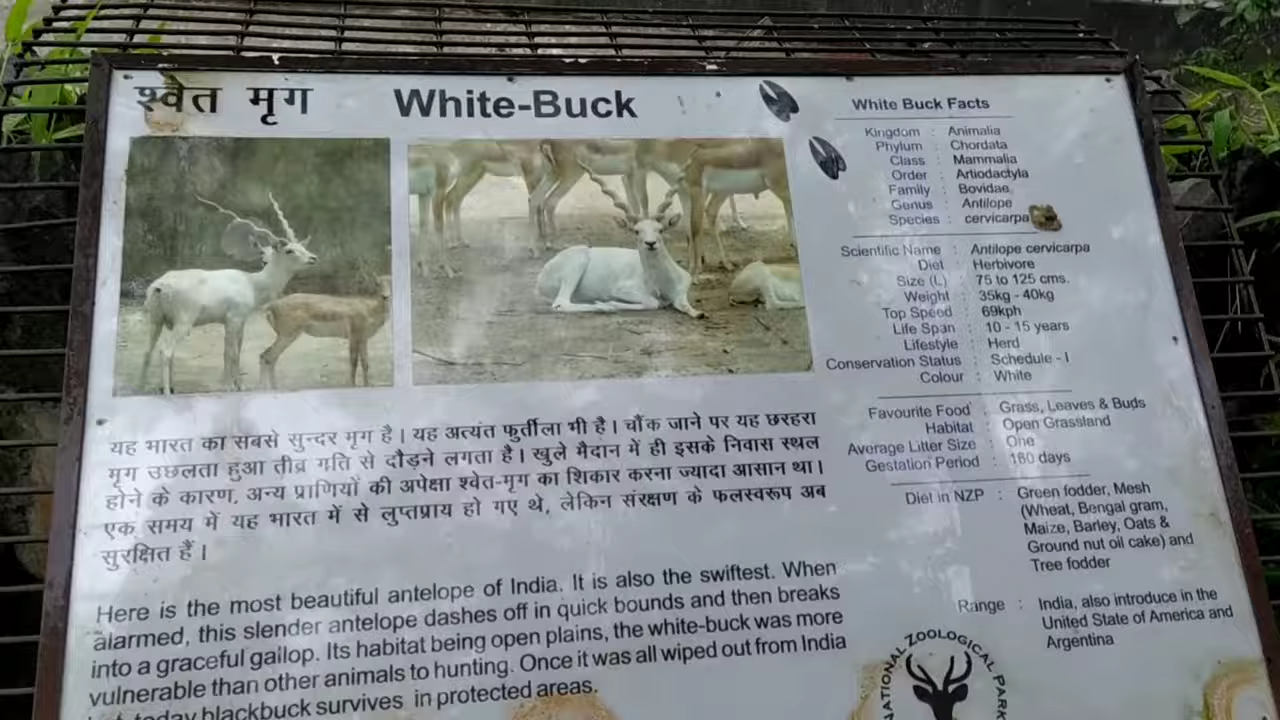 श्वेत मृग White-Buck
यह भारत का सबसे सुन्दर मृग है। यह अत्यंत फुर्तीला भी है। चौंक जाने पर यह छरहरा
मृग उछलता हुआ तीव्र गति से दौड़ने लगता है। खुले मैदान में ही इसके निवास स्थल
होने के कारण, अन्य प्राणियों की अपेक्षा श्वेत-मृग का शिकार करना ज्यादा आसान था।
एक समय में यह भारत में से लुप्तप्राय हो गए थे, लेकिन संरक्षण के फलस्वरूप अब
सुरक्षित हैं।
Here is the most beautiful antelope of India. It is also the swiftest. When
alarmed, this slender antelope dashes off in quick bounds and then breaks
into a graceful gallop. Its habitat being open plains, the white-buck was more
vulnerable than other animals to hunting. Once it was all wiped out from India
but today blackbuck survives in protected areas.
White Buck Facts
Kingdom : Animalia
Phylum : Chordata
Class : Mammalia
Order : Artiodactyla
Family : Bovidae
Genus : Antilope
Species : cervicarpa
Scientific Name : Antilope cervicarpa
Diet : Herbivore
Size (L) : 75 to 125 cms.
Weight : 35kg - 40kg
Top Speed : 69kph
Life Span : 10 - 15 years
Lifestyle : Herd
Conservation Status : Schedule - I
Colour : White
Favourite Food : Grass, Leaves & Buds
Habitat : Open Grassland
Average Litter Size : One
Gestation Period : 180 days
Diet in NZP : Green fodder, Mesh
(Wheat, Bengal gram,
Maize, Barley, Oats &
Ground nut oil cake) and
Tree fodder
Range : India, also introduce in the
United State of America and
Argentina
NATIONAL ZOOLOGICAL PARK